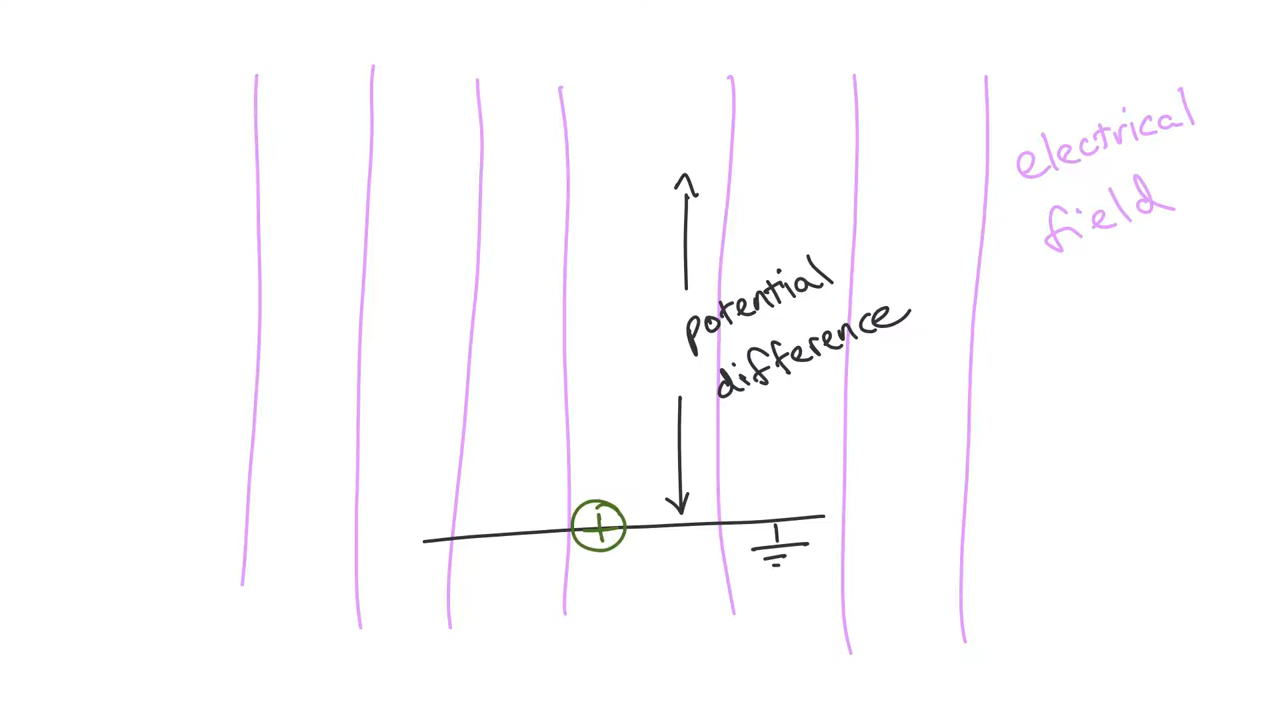 electrical
field
potential
difference
+